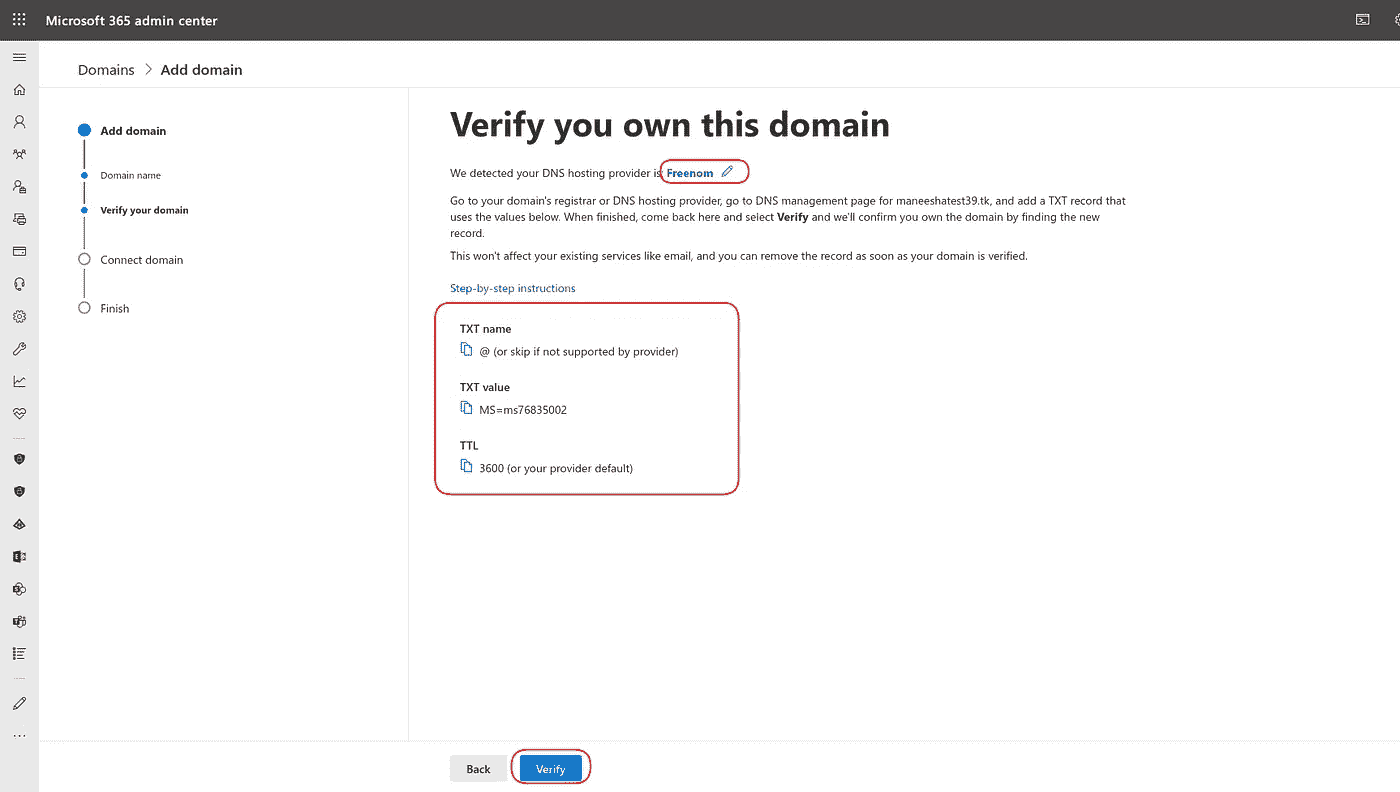 Microsoft 365 admin center
Domains > Add domain
Add domain
Domain name
Verify your domain
Connect domain
Finish
Verify you own this domain
We detected your DNS hosting provider is Freenom
Go to your domain's registrar or DNS hosting provider, go to DNS management page for maneeshatest39.tk, and add a TXT record that
uses the values below. When finished, come back here and select Verify and we'll confirm you own the domain by finding the new
record.
This won't affect your existing services like email, and you can remove the record as soon as your domain is verified.
Step-by-step instructions
TXT name
@ (or skip if not supported by provider)
TXT value
MS=ms76835002
TTL
3600 (or your provider default)
Back
Verify